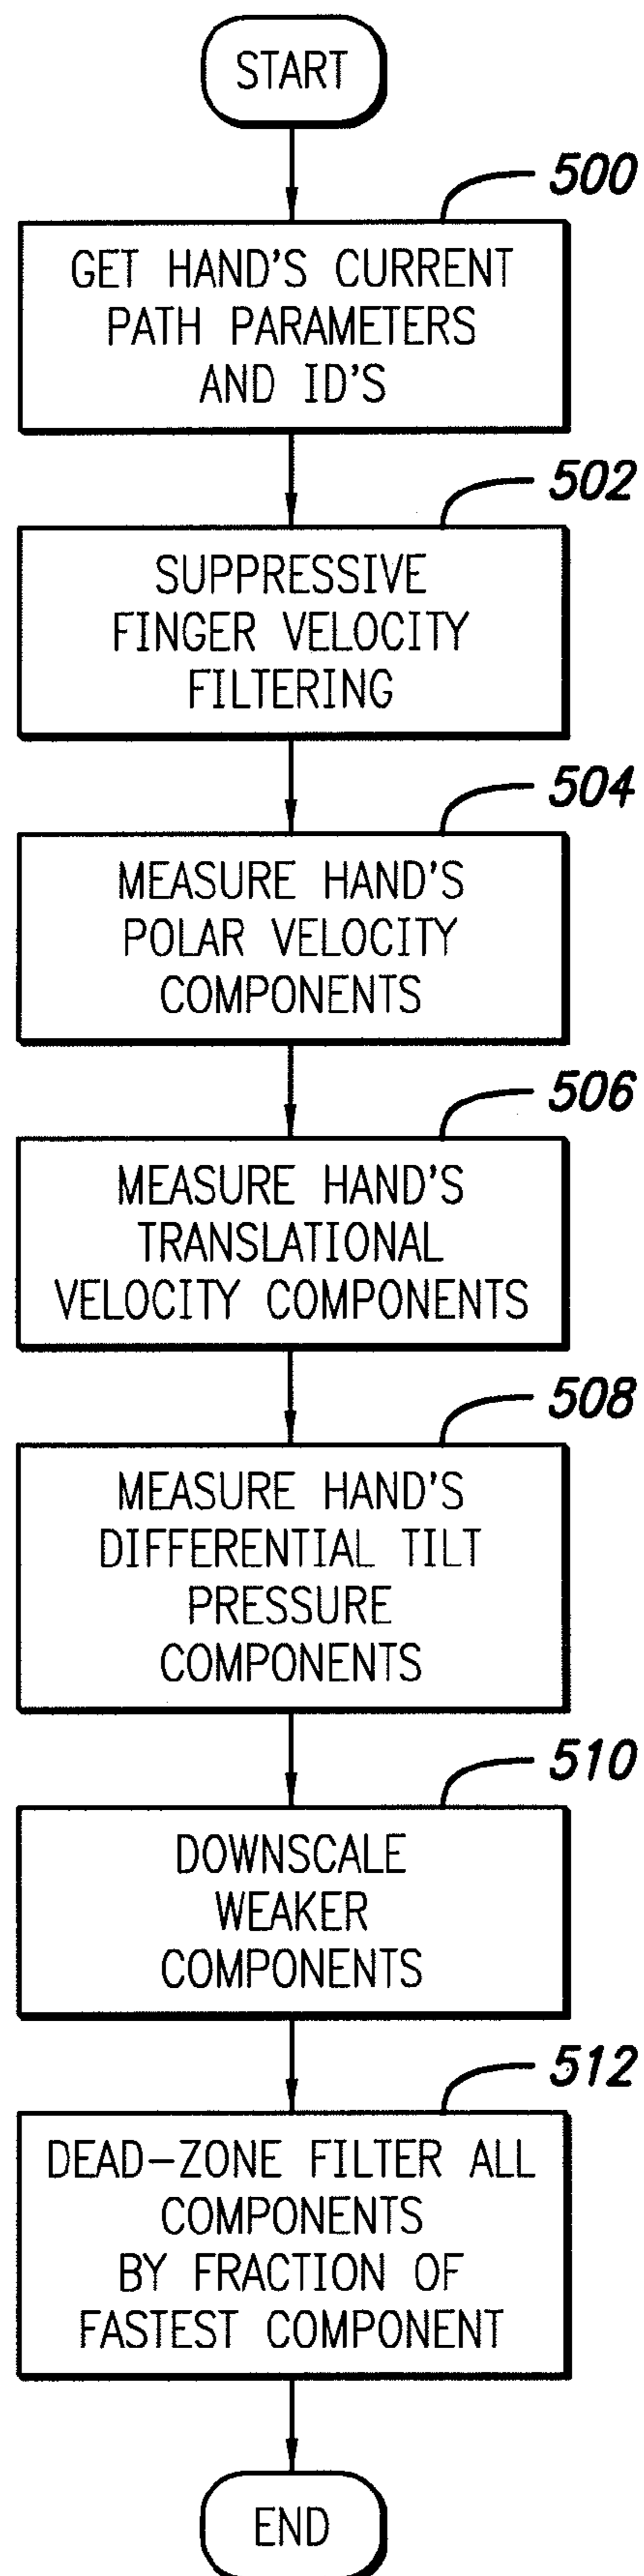 START
500
GET HAND'S CURRENT
PATH PARAMETERS
AND ID'S
502
SUPPRESSIVE
FINGER VELOCITY
FILTERING
504
MEASURE HAND'S
POLAR VELOCITY
COMPONENTS
506
MEASURE HAND'S
TRANSLATIONAL
VELOCITY COMPONENTS
508
MEASURE HAND'S
DIFFERENTIAL TILT
PRESSURE
COMPONENTS
510
DOWNSCALE
WEAKER
COMPONENTS
512
DEAD-ZONE FILTER ALL
COMPONENTS
BY FRACTION OF
FASTEST COMPONENT
END